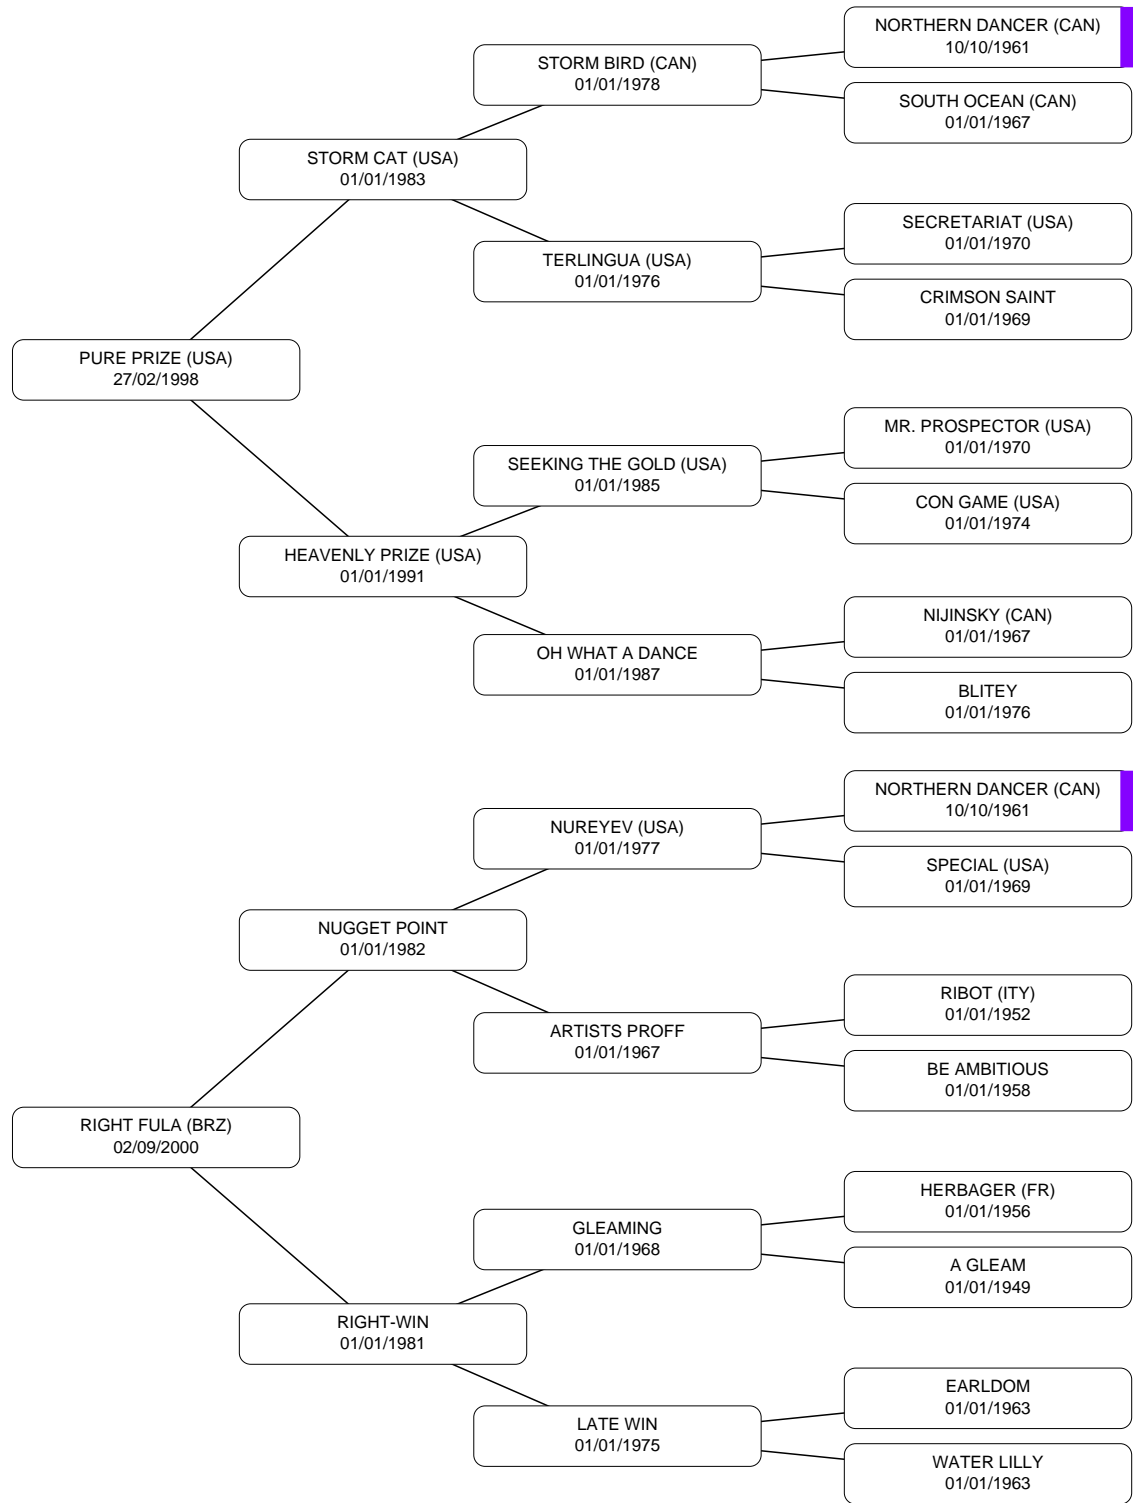 NORTHERN DANCER (CAN)
10/10/1961
STORM BIRD (CAN)
01/01/1978
SOUTH OCEAN (CAN)
01/01/1967
STORM CAT (USA)
01/01/1983
SECRETARIAT (USA)
01/01/1970
TERLINGUA (USA)
01/01/1976
CRIMSON SAINT
01/01/1969
PURE PRIZE (USA)
27/02/1998
MR. PROSPECTOR (USA)
01/01/1970
SEEKING THE GOLD (USA)
01/01/1985
CON GAME (USA)
01/01/1974
HEAVENLY PRIZE (USA)
01/01/1991
NIJINSKY (CAN)
01/01/1967
OH WHAT A DANCE
01/01/1987
BLITEY
01/01/1976
NORTHERN DANCER (CAN)
10/10/1961
NUREYEV (USA)
01/01/1977
SPECIAL (USA)
01/01/1969
NUGGET POINT
01/01/1982
RIBOT (ITY)
01/01/1952
ARTISTS PROFF
01/01/1967
BE AMBITIOUS
01/01/1958
RIGHT FULA (BRZ)
02/09/2000
HERBAGER (FR)
01/01/1956
GLEAMING
01/01/1968
A GLEAM
01/01/1949
RIGHT-WIN
01/01/1981
EARLDOM
01/01/1963
LATE WIN
01/01/1975
WATER LILLY
01/01/1963